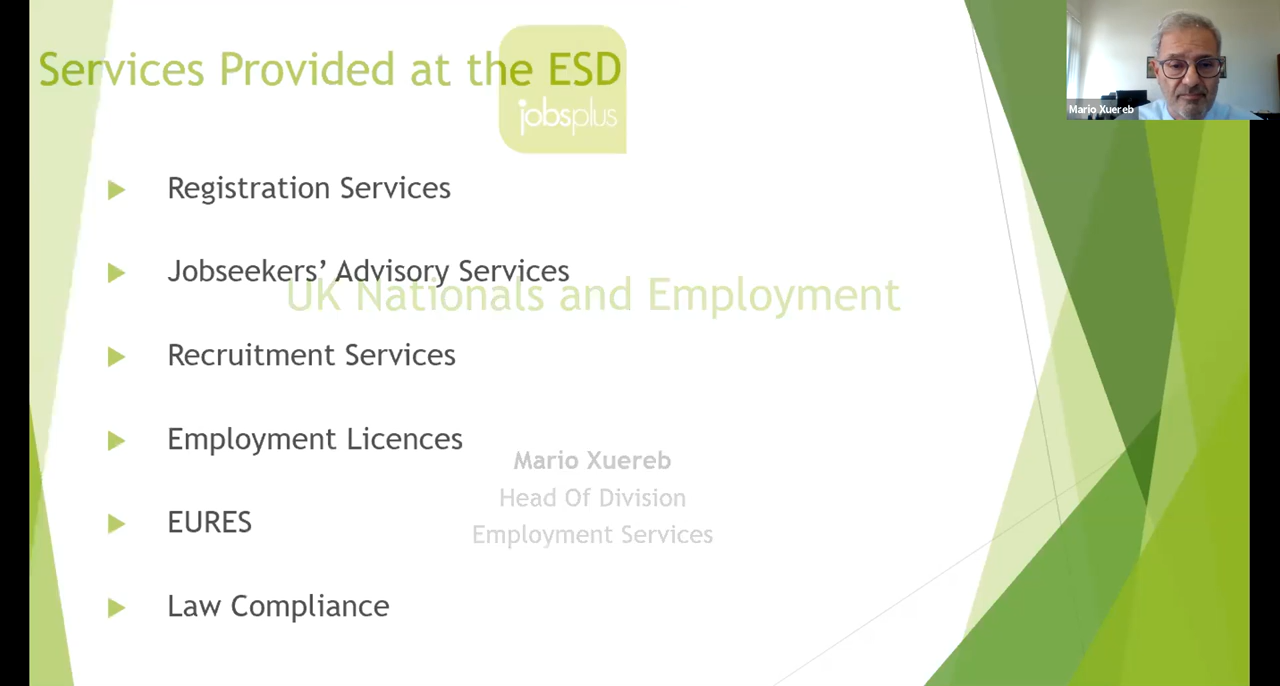 Services Provided at the ESD
jobsplus
Mario Xuereb
Registration Services
Jobseekers’ Advisory Services
UK Nationals and Employment
Recruitment Services
Employment Licences
Mario Xuereb
Head Of Division
EURES
Employment Services
Law Compliance